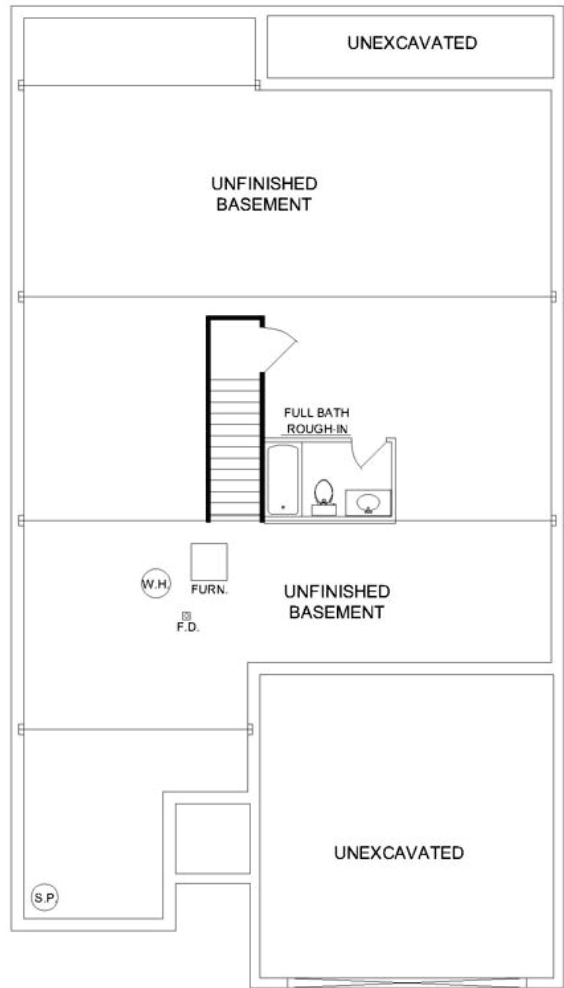 UNEXCAVATED
UNFINISHED
BASEMENT
FULL BATH
ROUGH-IN
W.H.
FURN.
F.D.
UNFINISHED
BASEMENT
UNEXCAVATED
S.P.